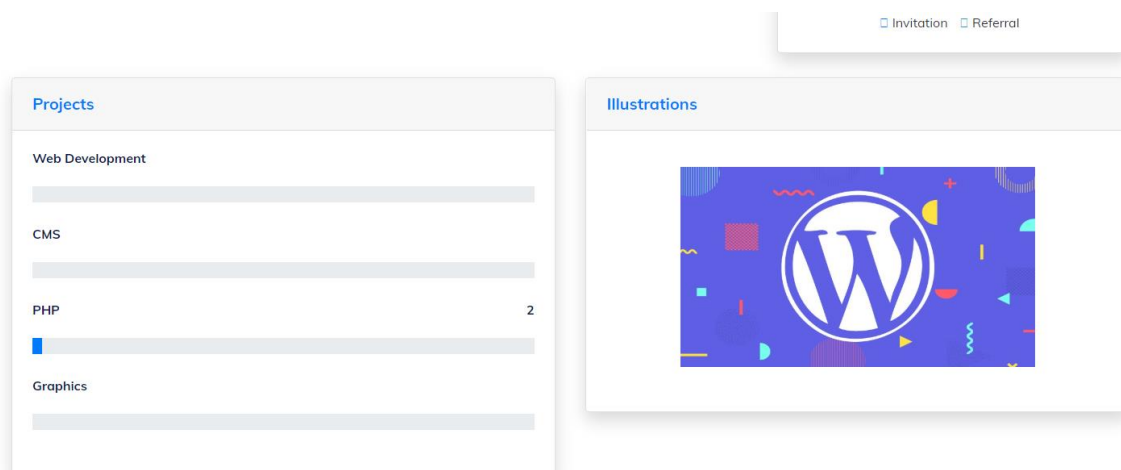 Invitation Referral
Projects
Web Development
CMS
PHP 2
Graphics
Illustrations
W